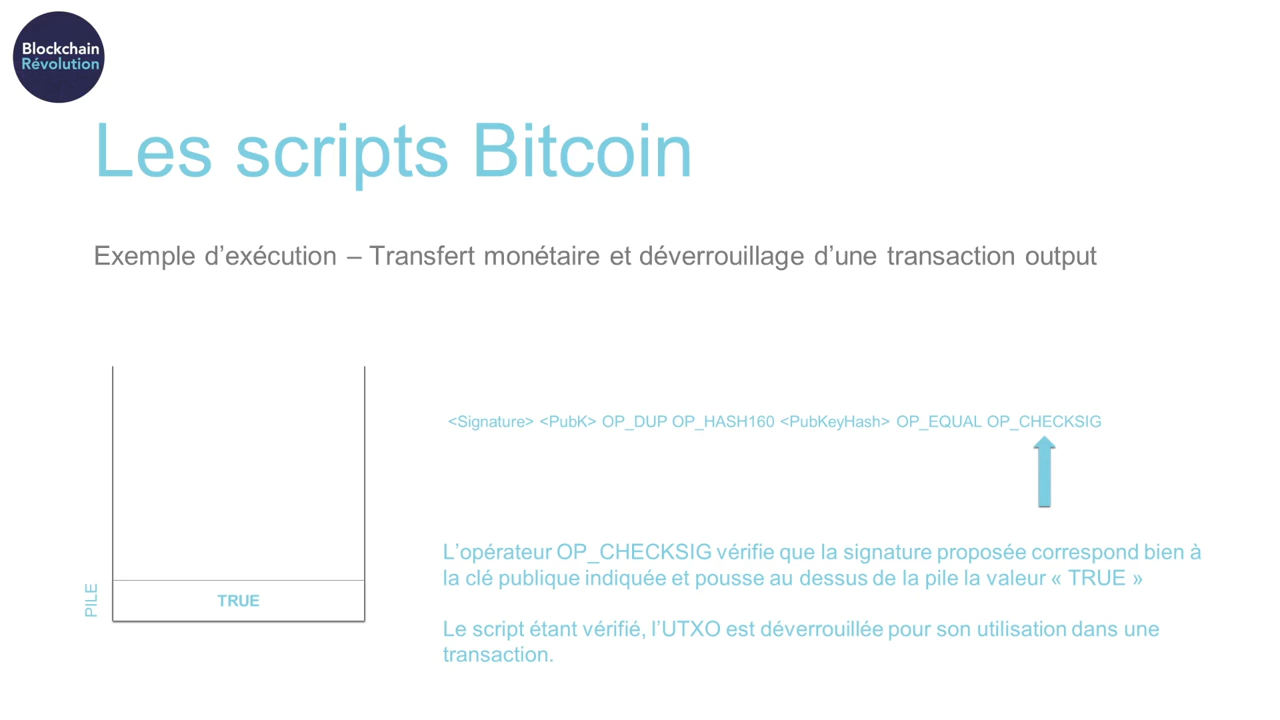 Blockchain
Révolution
Les scripts Bitcoin
Exemple d’exécution – Transfert monétaire et déverrouillage d’une transaction output
<Signature> <PubK> OP_DUP OP_HASH160 <PubKeyHash> OP_EQUAL OP_CHECKSIG
L’opérateur OP_CHECKSIG vérifie que la signature proposée correspond bien à
la clé publique indiquée et pousse au dessus de la pile la valeur « TRUE »
PILE
TRUE
Le script étant vérifié, l’UTXO est déverrouillée pour son utilisation dans une
transaction.